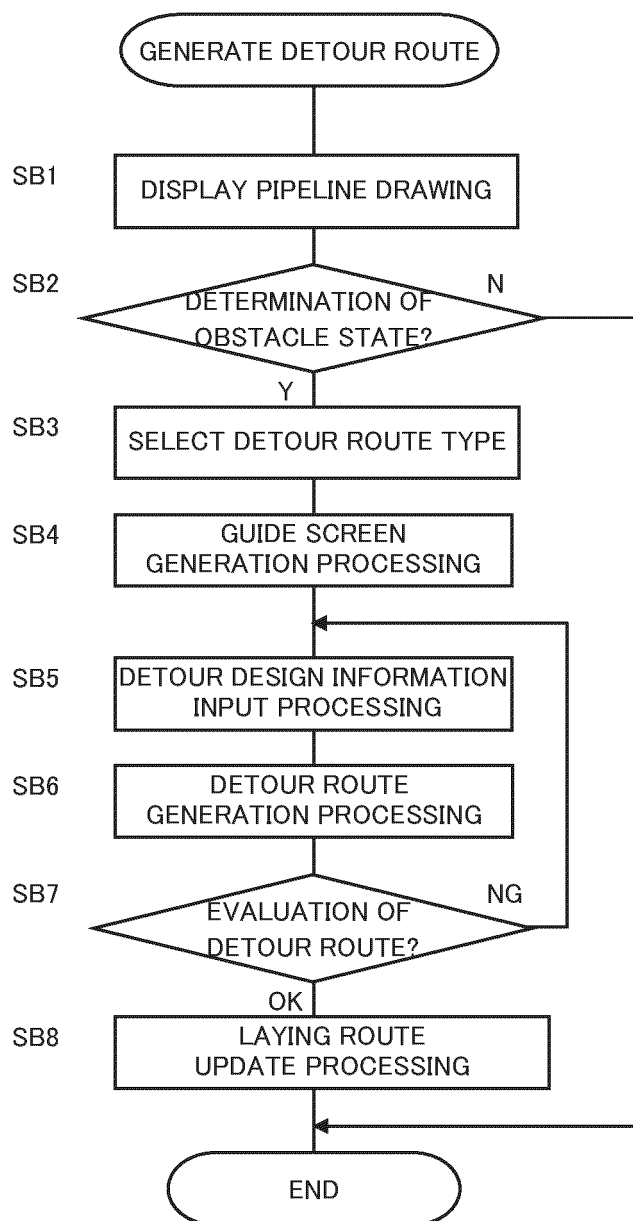 GENERATE DETOUR ROUTE
SB1
DISPLAY PIPELINE DRAWING
SB2
N
DETERMINATION OF
OBSTACLE STATE?
Y
SB3
SELECT DETOUR ROUTE TYPE
SB4
GUIDE SCREEN
GENERATION PROCESSING
SB5
DETOUR DESIGN INFORMATION
INPUT PROCESSING
SB6
DETOUR ROUTE
GENERATION PROCESSING
SB7
NG
EVALUATION OF
DETOUR ROUTE?
OK
SB8
LAYING ROUTE
UPDATE PROCESSING
END